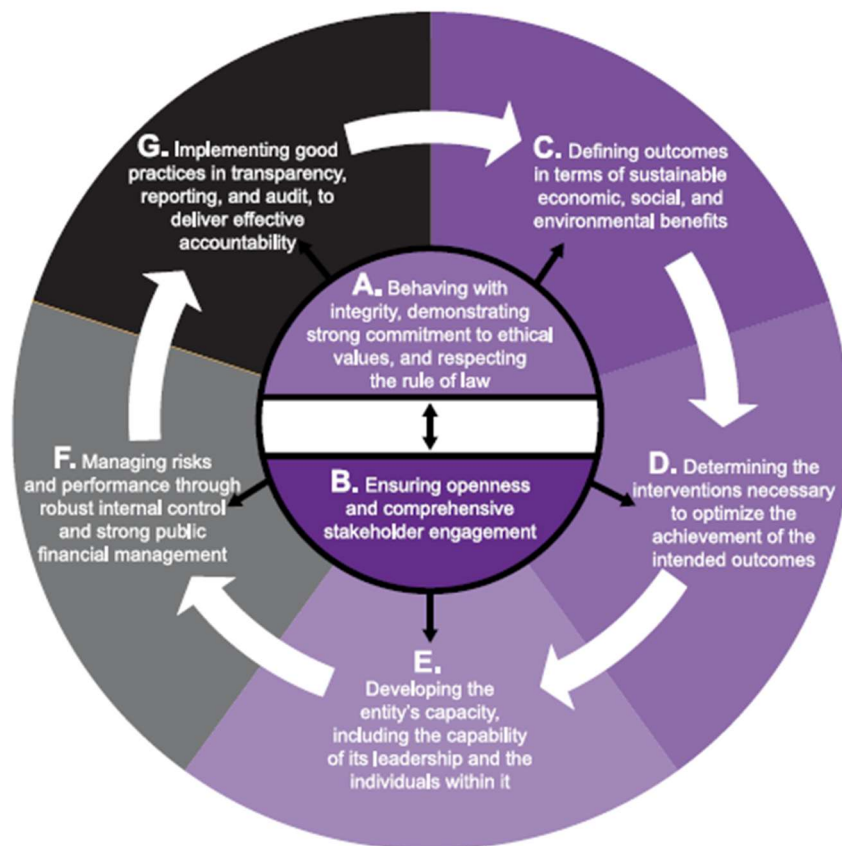 A. Behaving with
integrity, demonstrating
strong commitment to ethical
values, and respecting
the rule of law
B. Ensuring openness
and comprehensive
stakeholder engagement
C. Defining outcomes
in terms of sustainable
economic, social, and
environmental benefits
D. Determining the
interventions necessary
to optimize the
achievement of the
intended outcomes
E.
Developing the
entity's capacity,
including the capability
of its leadership and the
individuals within it
F. Managing risks
and performance through
robust internal control
and strong public
financial management
G. Implementing good
practices in transparency,
reporting, and audit, to
deliver effective
accountability